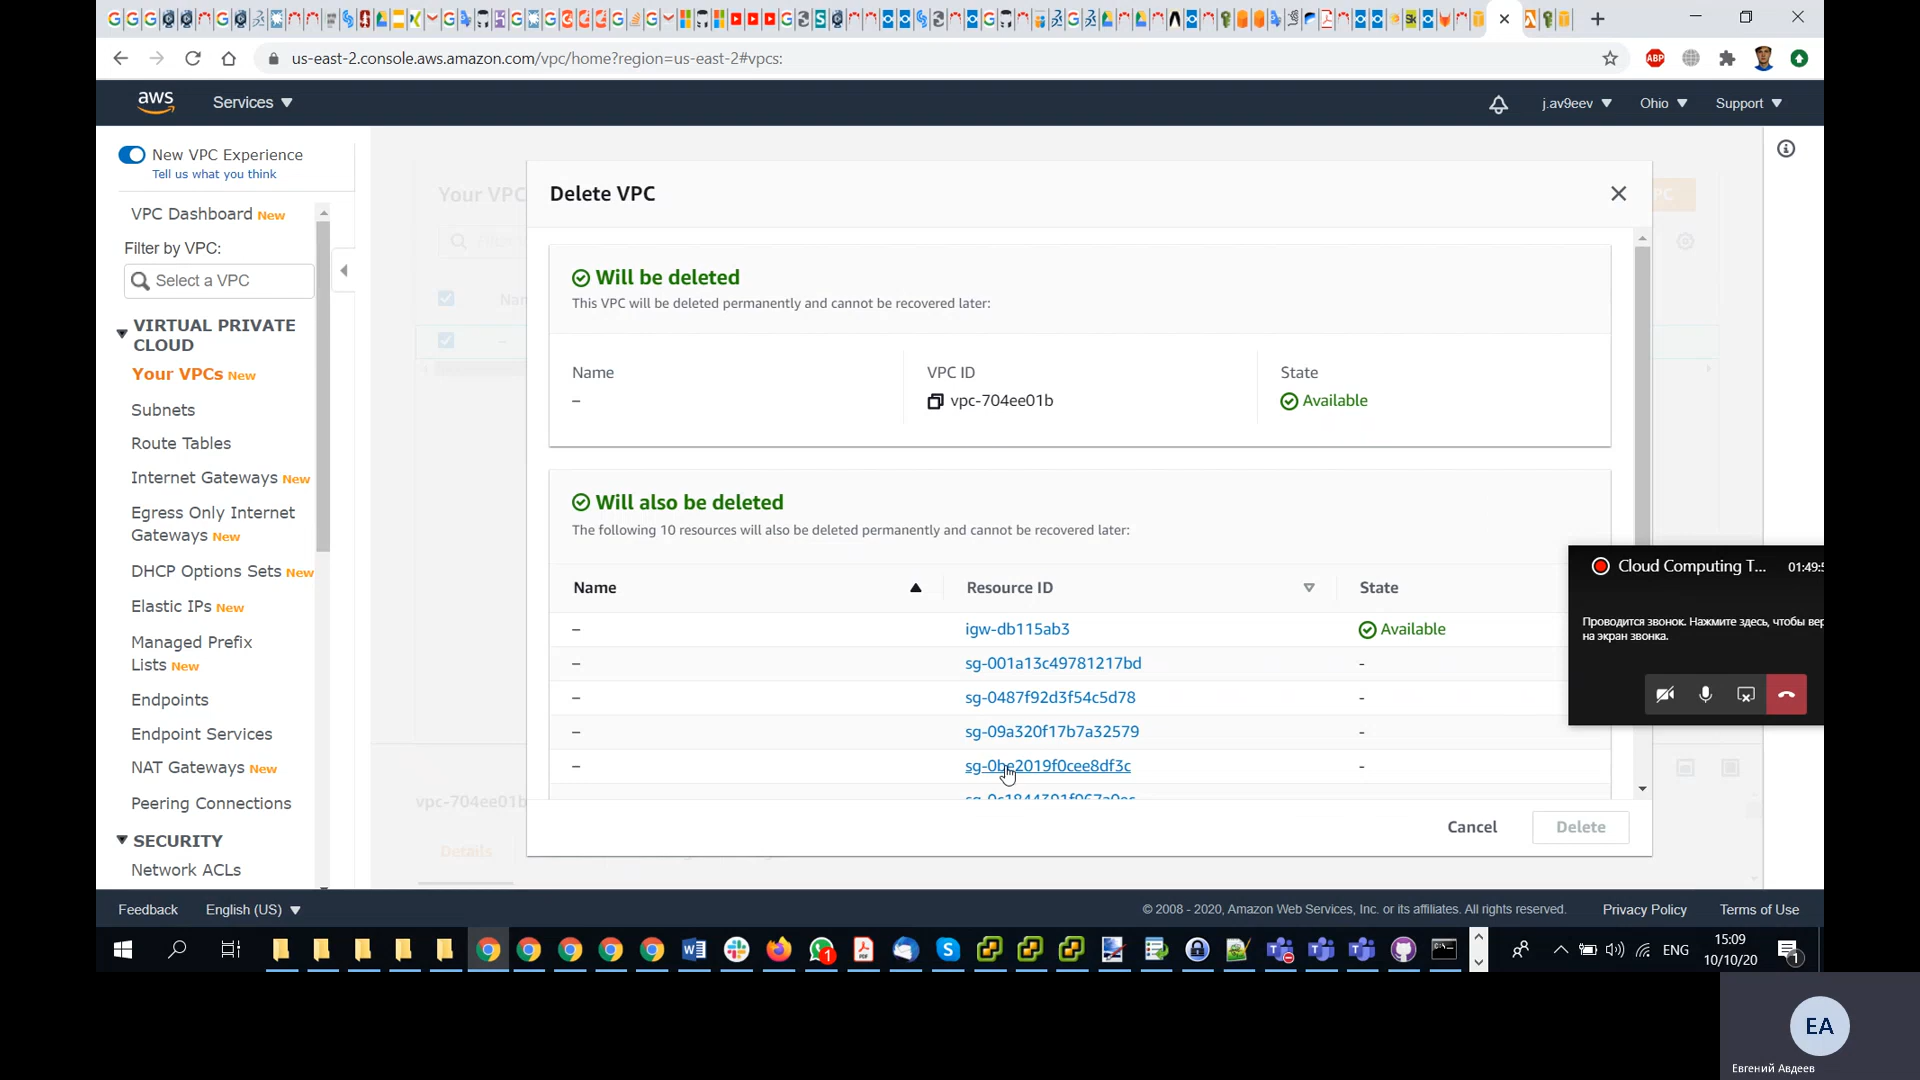 us-east-2.console.aws.amazon.com/vpc/home?region=us-east-2#vpcs:
ABP
aws
Services
j.av9eev
Ohio
Support
New VPC Experience
Tell us what you think
VPC Dashboard New
Filter by VPC:
Select a VPC
VIRTUAL PRIVATE
CLOUD
Your VPCs New
Subnets
Route Tables
Internet Gateways New
Egress Only Internet
Gateways New
DHCP Options Sets New
Elastic IPs New
Managed Prefix
Lists New
Endpoints
Endpoint Services
NAT Gateways New
Peering Connections
SECURITY
Network ACLs
Your VPC
Delete VPC
Will be deleted
This VPC will be deleted permanently and cannot be recovered later:
Name
VPC ID
State
–
vpc-704ee01b
Available
Will also be deleted
The following 10 resources will also be deleted permanently and cannot be recovered later:
Name
Resource ID
State
–
igw-db115ab3
Available
–
sg-001a13c49781217bd
-
–
sg-0487f92d3f54c5d78
-
–
sg-09a320f17b7a32579
-
–
sg-0be2019f0cee8df3c
-
Cancel
Delete
vpc-704ee01b
Details
Cloud Computing T...
Проводится звонок. Нажмите здесь, чтобы вер
на экран звонка.
Feedback
English (US)
© 2008 - 2020, Amazon Web Services, Inc. or its affiliates. All rights reserved.
Privacy Policy
Terms of Use
ENG
15:09
10/10/20
1
EA
Евгений Авдеев